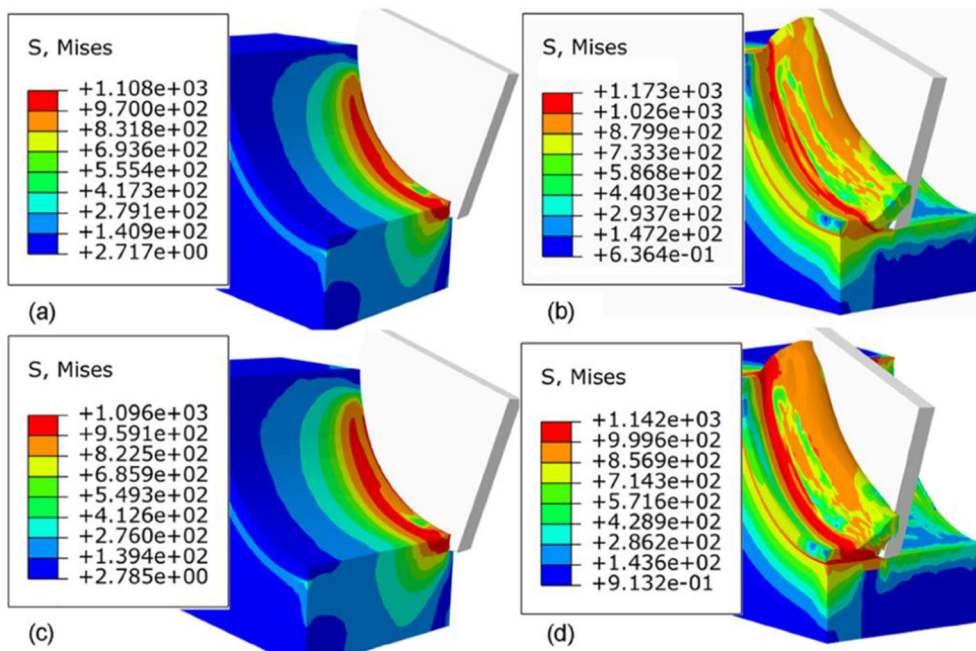 S, Mises
+1.108e+03
+9.700e+02
+8.318e+02
+6.936e+02
+5.554e+02
+4.173e+02
+2.791e+02
+1.409e+02
+2.717e+00
(a)
S, Mises
+1.173e+03
+1.026e+03
+8.799e+02
+7.333e+02
+5.868e+02
+4.403e+02
+2.937e+02
+1.472e+02
+6.364e-01
(b)
S, Mises
+1.096e+03
+9.591e+02
+8.225e+02
+6.859e+02
+5.493e+02
+4.126e+02
+2.760e+02
+1.394e+02
+2.785e+00
(c)
S, Mises
+1.142e+03
+9.996e+02
+8.569e+02
+7.143e+02
+5.716e+02
+4.289e+02
+2.862e+02
+1.436e+02
+9.132e-01
(d)